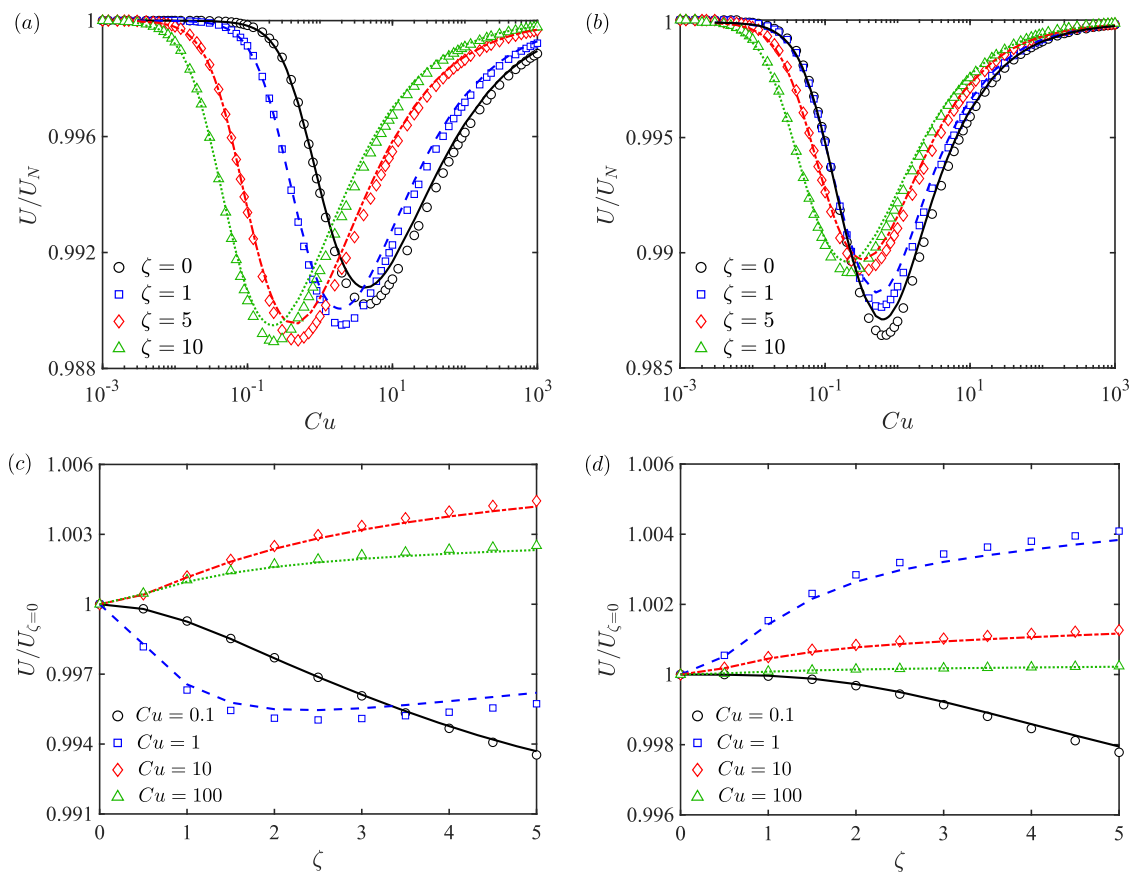 (a)
1
0.996
0.992
0.988
U/U_N
ζ = 0
ζ = 1
ζ = 5
ζ = 10
10^-3 10^-1 10^1 10^3
Cu
(b)
1
0.995
0.99
0.985
U/U_N
ζ = 0
ζ = 1
ζ = 5
ζ = 10
10^-3 10^-1 10^1 10^3
Cu
(c)
1.006
1.003
1
0.997
0.994
0.991
U/U_ζ=0
Cu = 0.1
Cu = 1
Cu = 10
Cu = 100
0 1 2 3 4 5
ζ
(d)
1.006
1.004
1.002
1
0.998
0.996
U/U_ζ=0
Cu = 0.1
Cu = 1
Cu = 10
Cu = 100
0 1 2 3 4 5
ζ